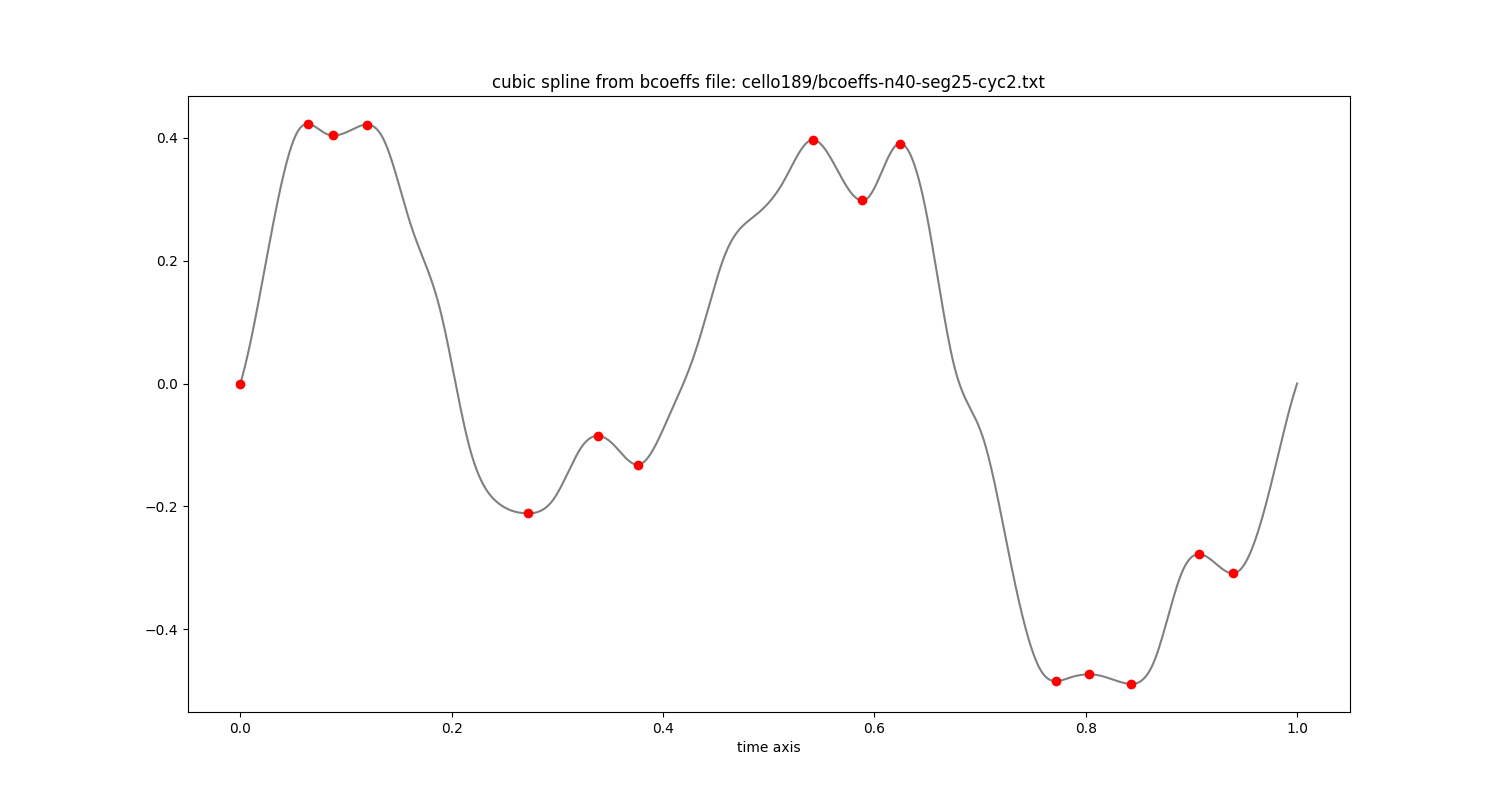 cubic spline from bcoeffs file: cello189/bcoeffs-n40-seg25-cyc2.txt
0.4
0.2
0.0
−0.2
−0.4
0.0 0.2 0.4 0.6 0.8 1.0
time axis